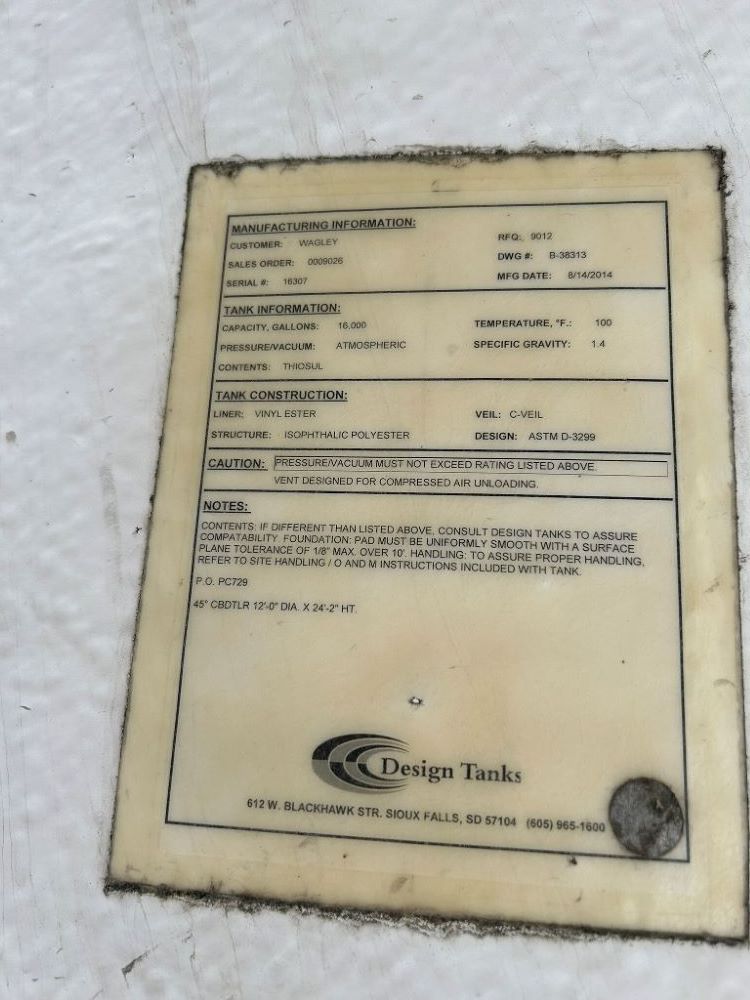 MANUFACTURING INFORMATION:
CUSTOMER: WAGLEY RFQ: 9012
SALES ORDER: 0009026 DWG #: B-38313
SERIAL #: 16307 MFG DATE: 8/14/2014
TANK INFORMATION:
CAPACITY, GALLONS: 16,000 TEMPERATURE, °F.: 100
PRESSURE/VACUUM: ATMOSPHERIC SPECIFIC GRAVITY: 1.4
CONTENTS: THIOSUL
TANK CONSTRUCTION:
LINER: VINYL ESTER VEIL: C-VEIL
STRUCTURE: ISOPHTHALIC POLYESTER DESIGN: ASTM D-3299
CAUTION: PRESSURE/VACUUM MUST NOT EXCEED RATING LISTED ABOVE.
VENT DESIGNED FOR COMPRESSED AIR UNLOADING.
NOTES:
CONTENTS: IF DIFFERENT THAN LISTED ABOVE, CONSULT DESIGN TANKS TO ASSURE
COMPATABILITY. FOUNDATION: PAD MUST BE UNIFORMLY SMOOTH WITH A SURFACE
PLANE TOLERANCE OF 1/8" MAX. OVER 10'. HANDLING: TO ASSURE PROPER HANDLING,
REFER TO SITE HANDLING / O AND M INSTRUCTIONS INCLUDED WITH TANK.
P.O. PC729
45° CBDTLR 12'-0" DIA. X 24'-2" HT.
Design Tanks
612 W. BLACKHAWK STR. SIOUX FALLS, SD 57104 (605) 965-1600